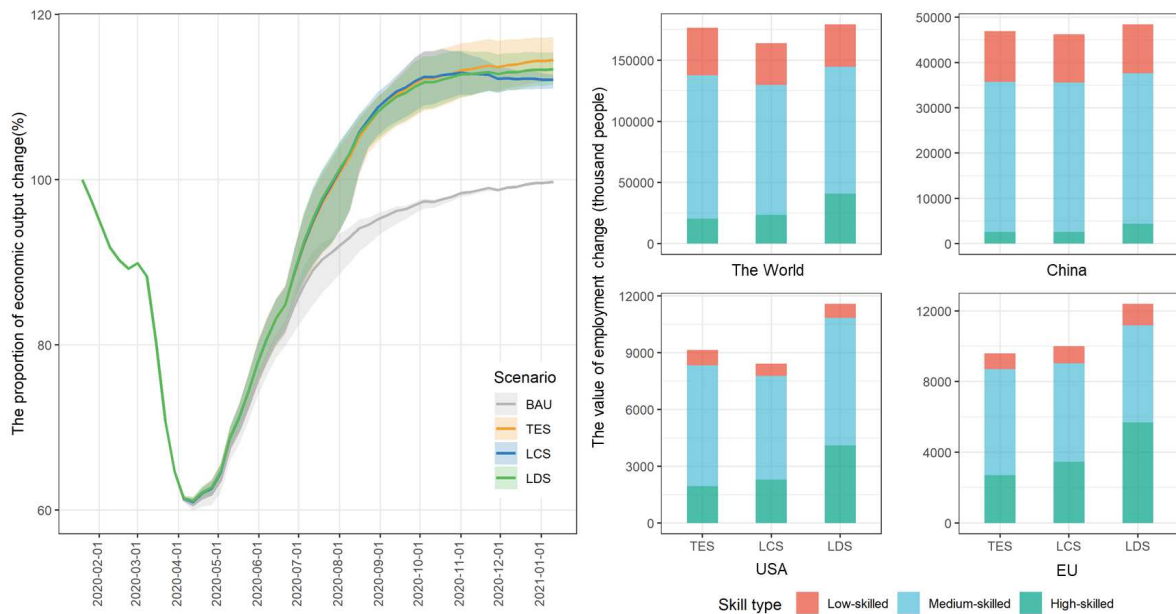 The proportion of economic output change(%)
120
100
80
60
2020-02-01
2020-03-01
2020-04-01
2020-05-01
2020-06-01
2020-07-01
2020-08-01
2020-09-01
2020-10-01
2020-11-01
2020-12-01
2021-01-01
Scenario
BAU
TES
LCS
LDS
The value of employment change (thousand people)
150000
100000
50000
0
The World
50000
40000
30000
20000
10000
0
China
12000
9000
6000
3000
0
TES LCS LDS
USA
12000
8000
4000
0
TES LCS LDS
EU
Skill type Low-skilled Medium-skilled High-skilled